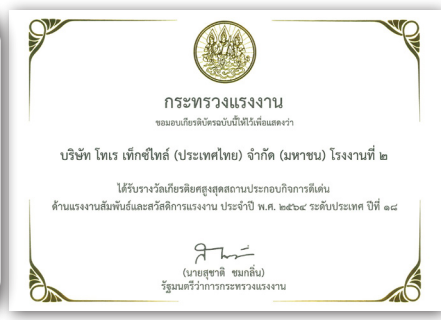 กระทรวงแรงงาน
ขอมอบเกียรติบัตรฉบับนี้ให้ไว้เพื่อแสดงว่า
บริษัท โทเร เท็กซ์ไทล์ (ประเทศไทย) จำกัด (มหาชน) โรงงานที่ ๒
ได้รับรางวัลเกียรติยศสูงสุดสถานประกอบกิจการดีเด่น
ด้านแรงงานสัมพันธ์และสวัสดิการแรงงาน ประจำปี พ.ศ. ๒๕๖๔ ระดับประเทศ ปีที่ ๑๘
(นายสุชาติ ชมกลิ่น)
รัฐมนตรีว่าการกระทรวงแรงงาน